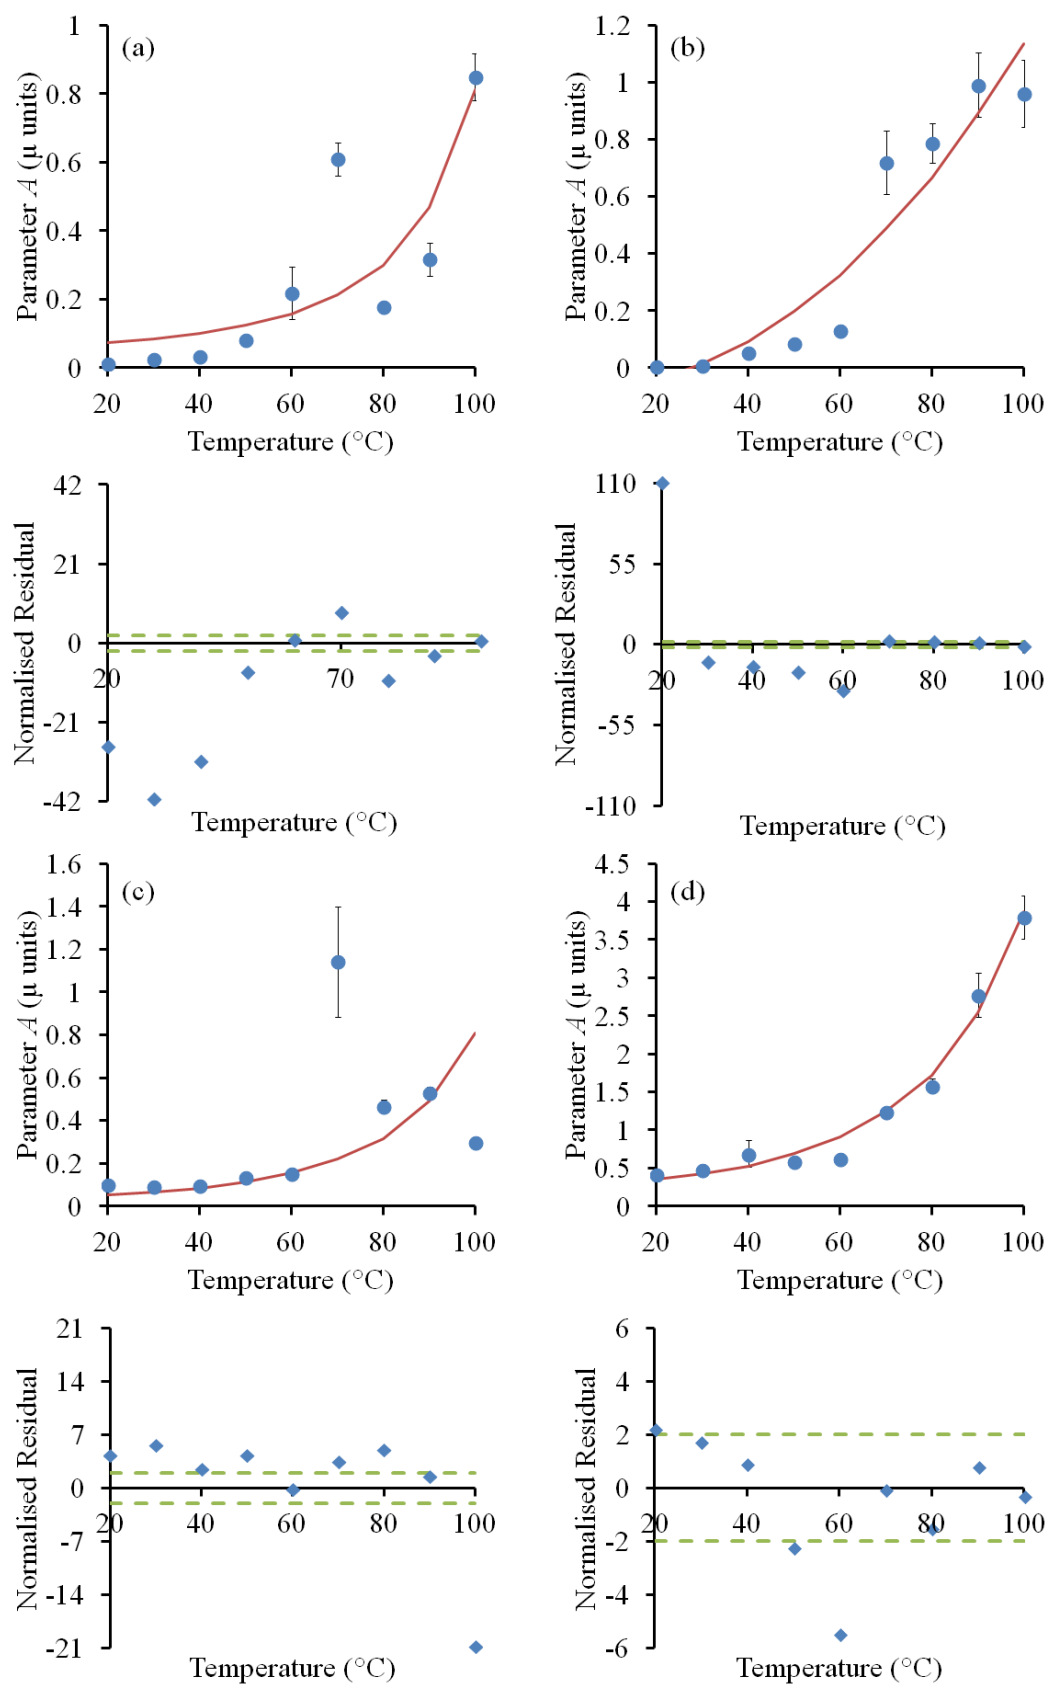 (a)
Parameter A (μ units)
1
0.8
0.6
0.4
0.2
0
20 40 60 80 100
Temperature (°C)
(b)
Parameter A (μ units)
1.2
1
0.8
0.6
0.4
0.2
0
20 40 60 80 100
Temperature (°C)
Normalised Residual
42
21
0
-21
-42
20 70
Temperature (°C)
Normalised Residual
110
55
0
-55
-110
20 40 60 80 100
Temperature (°C)
(c)
Parameter A (μ units)
1.6
1.4
1.2
1
0.8
0.6
0.4
0.2
0
20 40 60 80 100
Temperature (°C)
(d)
Parameter A (μ units)
4.5
4
3.5
3
2.5
2
1.5
1
0.5
0
20 40 60 80 100
Temperature (°C)
Normalised Residual
21
14
7
0
-7
-14
-21
20 40 60 80 100
Temperature (°C)
Normalised Residual
6
4
2
0
-2
-4
-6
20 40 60 80 100
Temperature (°C)